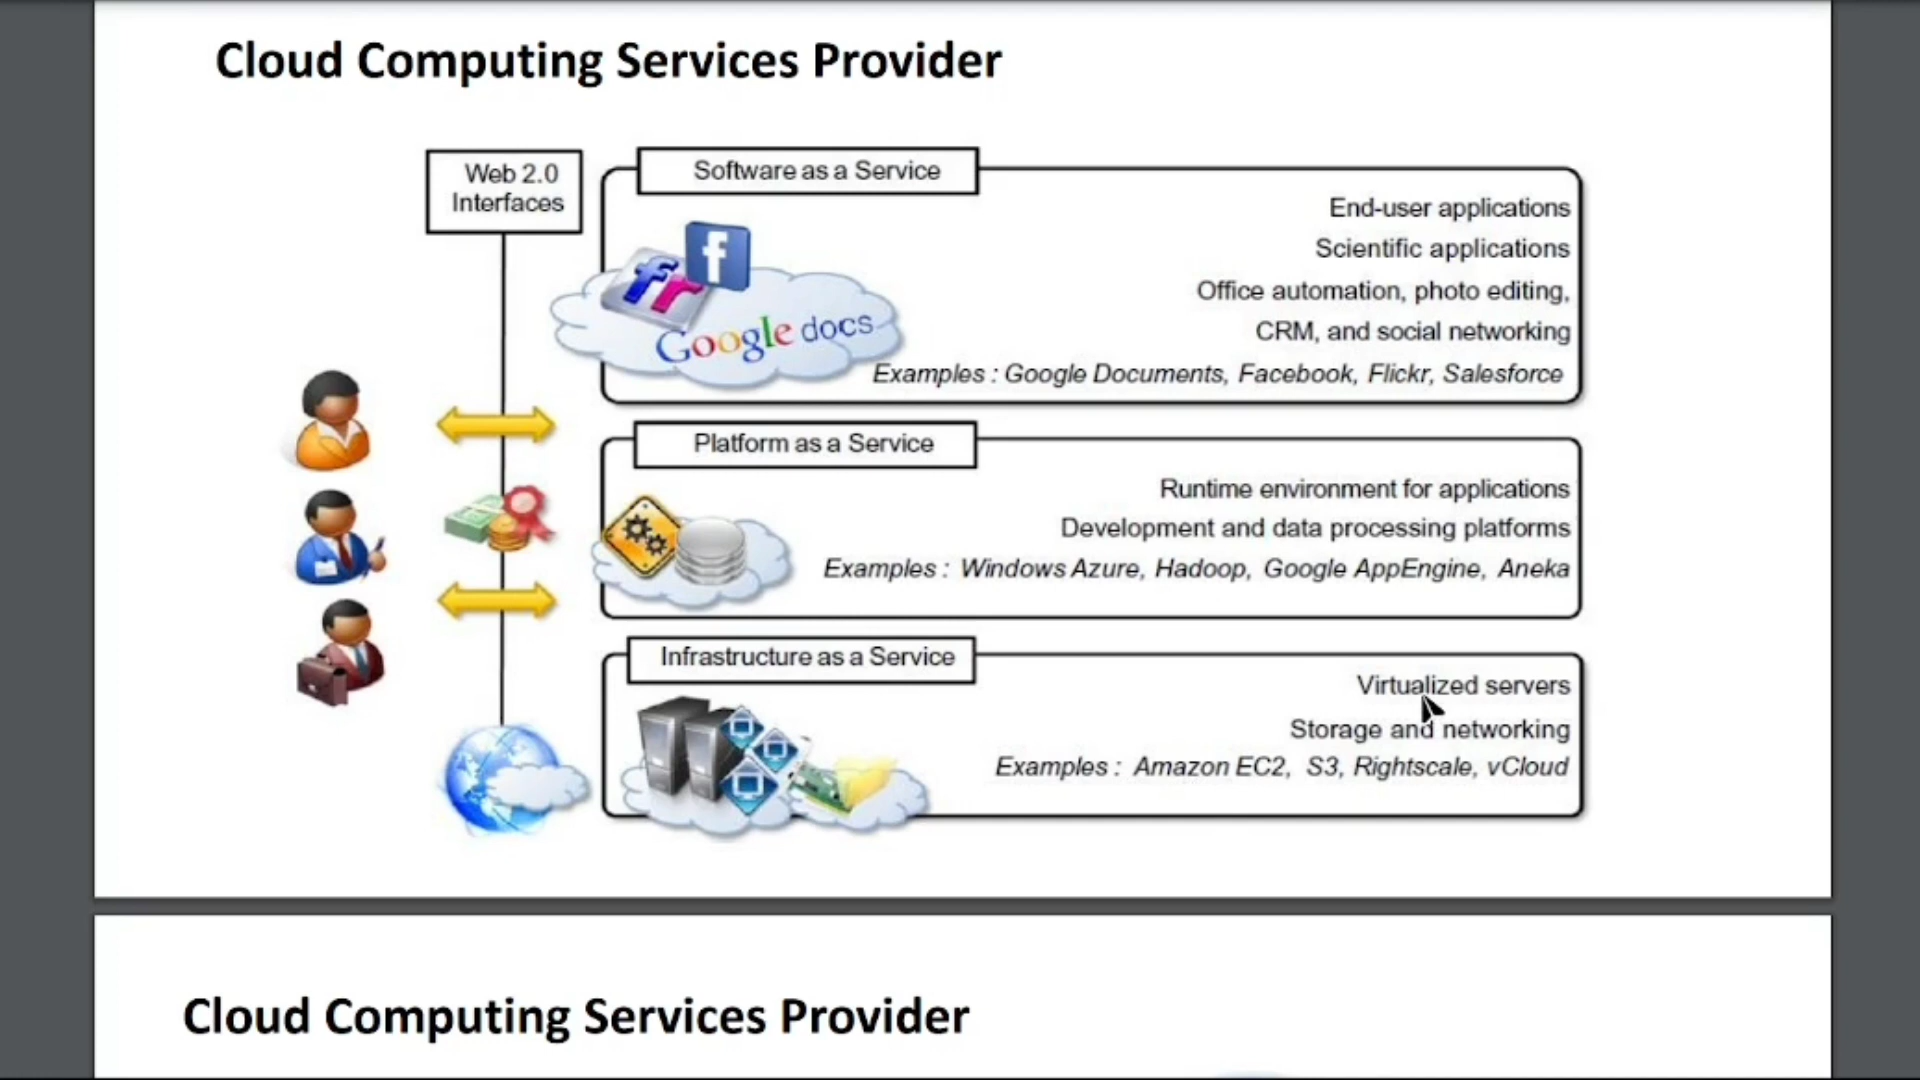 Cloud Computing Services Provider
Web 2.0
Interfaces
Software as a Service
End-user applications
Scientific applications
Office automation, photo editing,
CRM, and social networking
f
fr
Google docs
Examples : Google Documents, Facebook, Flickr, Salesforce
Platform as a Service
Runtime environment for applications
Development and data processing platforms
Examples : Windows Azure, Hadoop, Google AppEngine, Aneka
Infrastructure as a Service
Virtualized servers
Storage and networking
Examples : Amazon EC2, S3, Rightscale, vCloud
Cloud Computing Services Provider